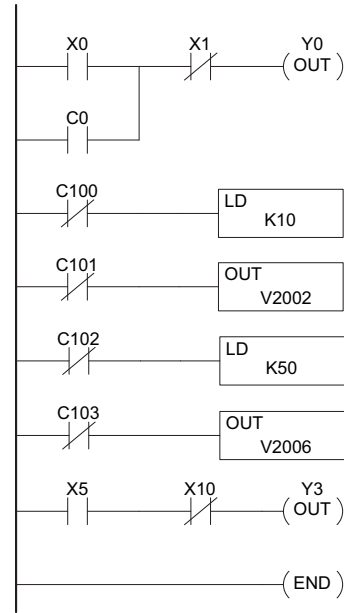 X0 X1 Y0
OUT
C0
C100
LD
K10
C101
OUT
V2002
C102
LD
K50
C103
OUT
V2006
X5 X10 Y3
OUT
END